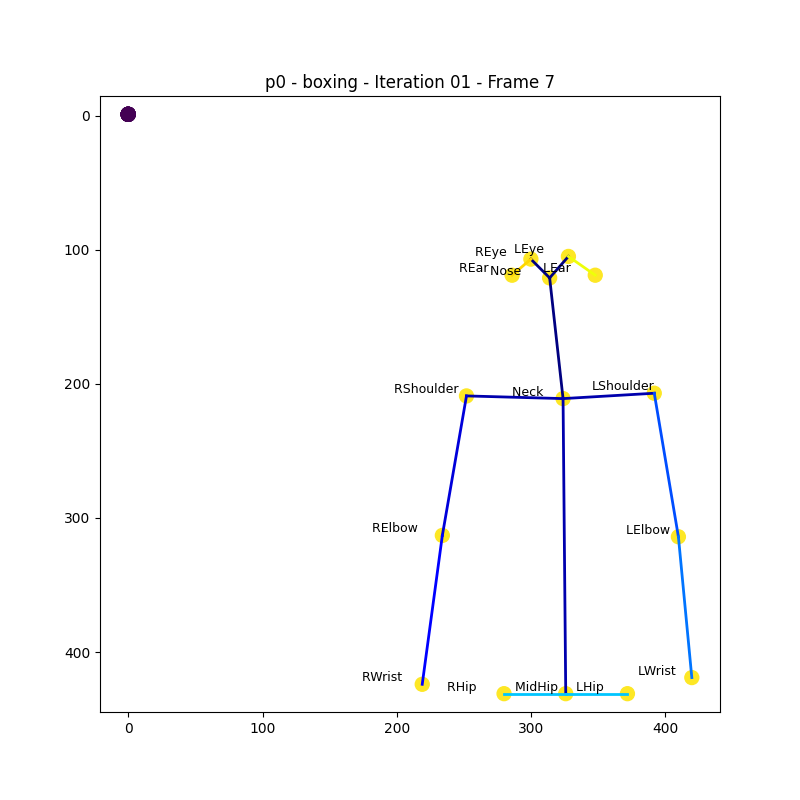 p0 - boxing - Iteration 01 - Frame 7
0
100
REye LEye
REar Nose LEar
200
RShoulder Neck LShoulder
300
RElbow LElbow
400
RWrist RHip MidHip LHip LWrist
0 100 200 300 400